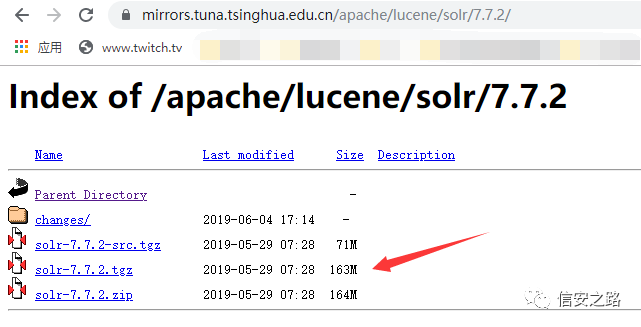 mirrors.tuna.tsinghua.edu.cn/apache/lucene/solr/7.7.2/
应用 www.twitch.tv
Index of /apache/lucene/solr/7.7.2
Name Last modified Size Description
Parent Directory -
changes/ 2019-06-04 17:14 -
solr-7.7.2-src.tgz 2019-05-29 07:28 71M
solr-7.7.2.tgz 2019-05-29 07:28 163M
solr-7.7.2.zip 2019-05-29 07:28 164M
信安之路